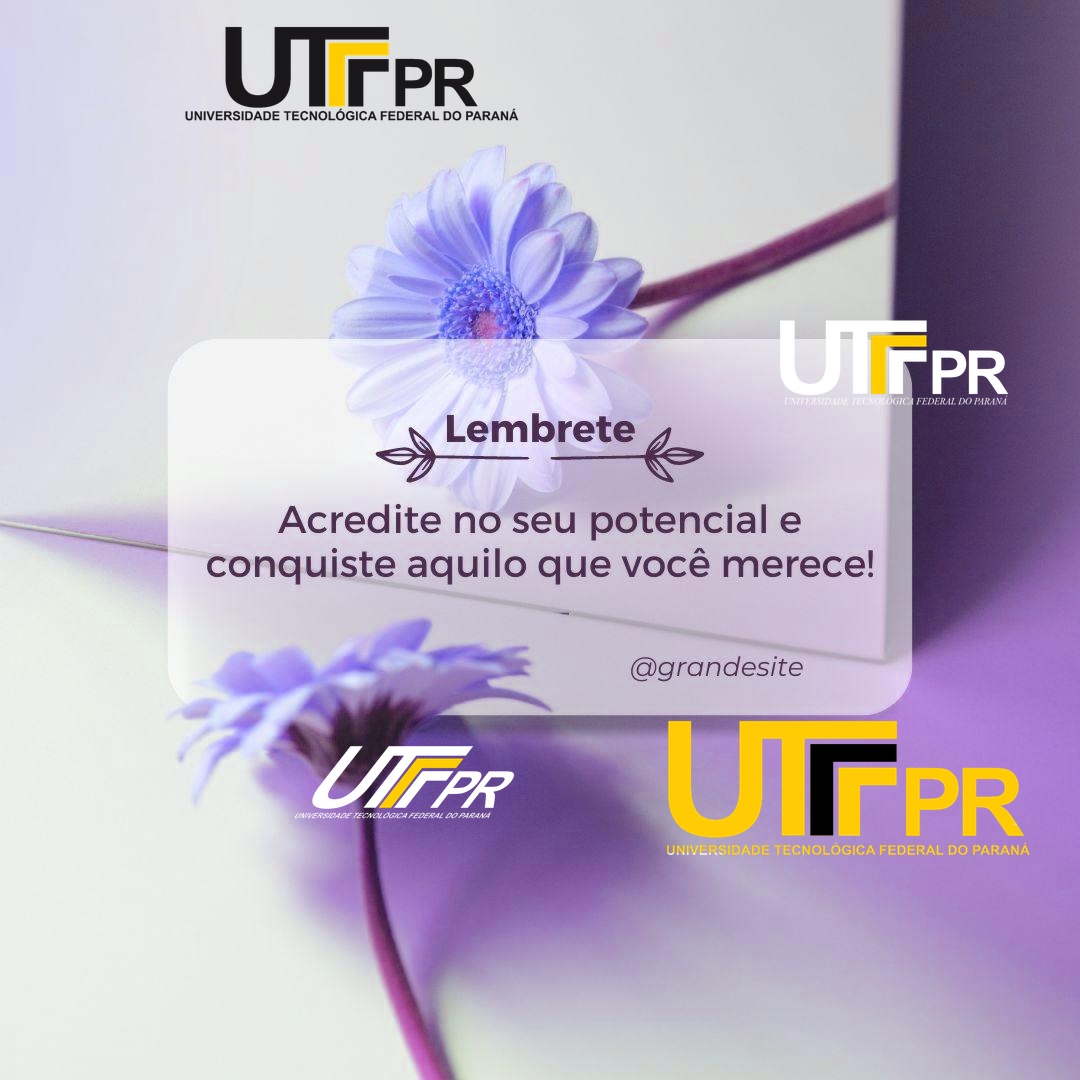 UTFPR
UNIVERSIDADE TECNOLÓGICA FEDERAL DO PARANÁ
UTFPR
UNIVERSIDADE TECNOLÓGICA FEDERAL DO PARANÁ
Lembrete
Acredite no seu potencial e
conquiste aquilo que você merece!
@grandesite
UTFPR
UNIVERSIDADE TECNOLÓGICA FEDERAL DO PARANÁ
UTFPR
UNIVERSIDADE TECNOLÓGICA FEDERAL DO PARANÁ